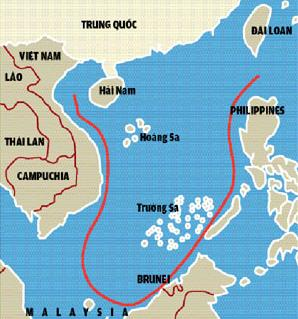 TRUNG QUỐC
ĐÀI LOAN
VIỆT NAM
LÀO
Hải Nam
PHILIPPINES
Hoàng Sa
THÁI LAN
CAMPUCHIA
Trường Sa
BRUNEI
MALAYSIA